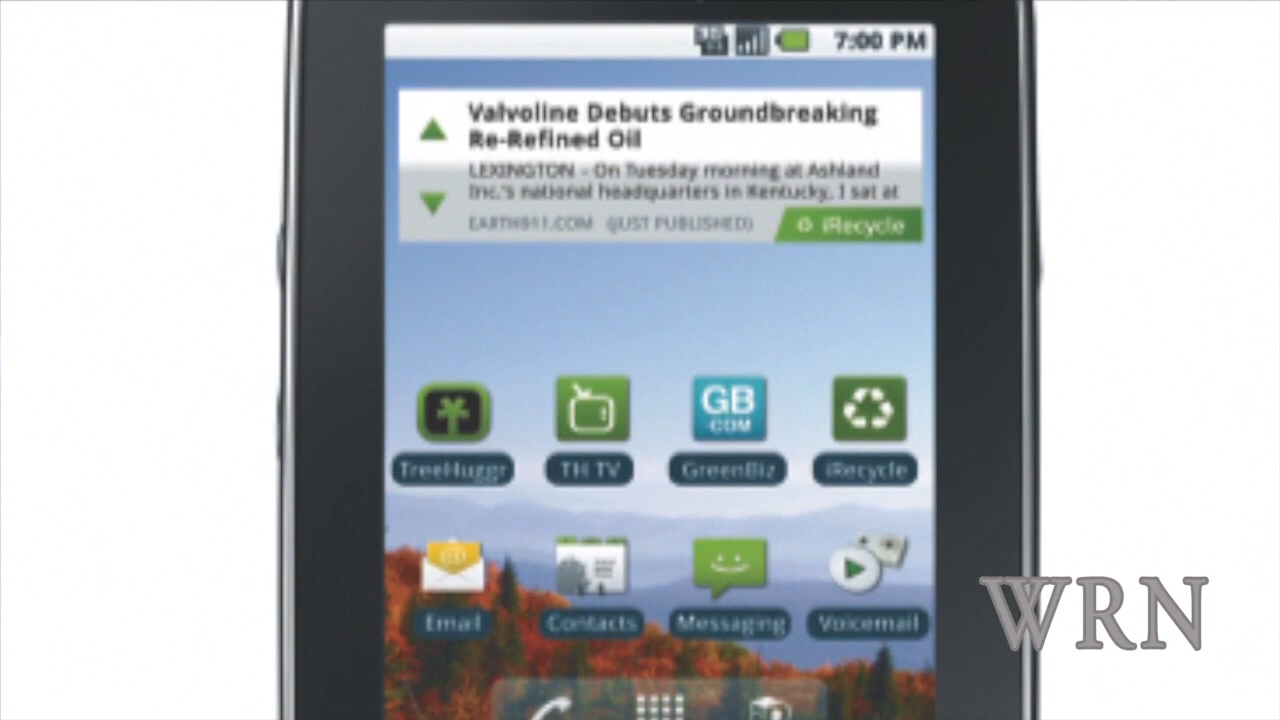 7:00 PM
Valvoline Debuts Groundbreaking
Re-Refined Oil
LEXINGTON - On Tuesday morning at Ashland
Inc.'s national headquarters in Kentucky, I sat at
EARTH911.COM (JUST PUBLISHED)
iRecycle
GB
.COM
TreeHuggr
TH TV
GreenBiz
iRecycle
Email
Contacts
Messaging
Voicemail
WRN